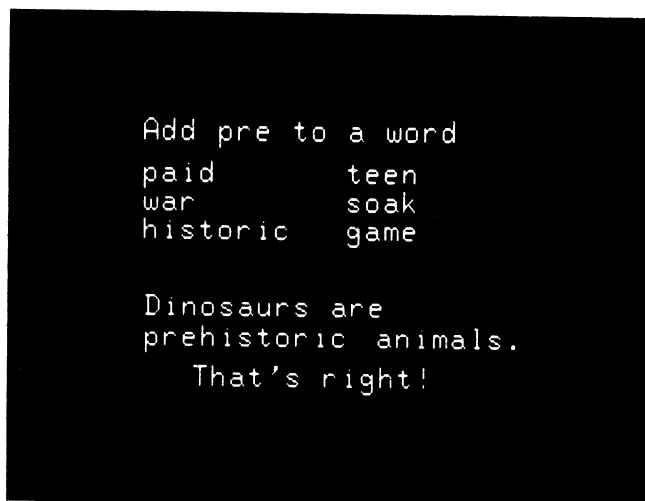 Add pre to a word
paid teen
war soak
historic game
Dinosaurs are
prehistoric animals.
That's right!